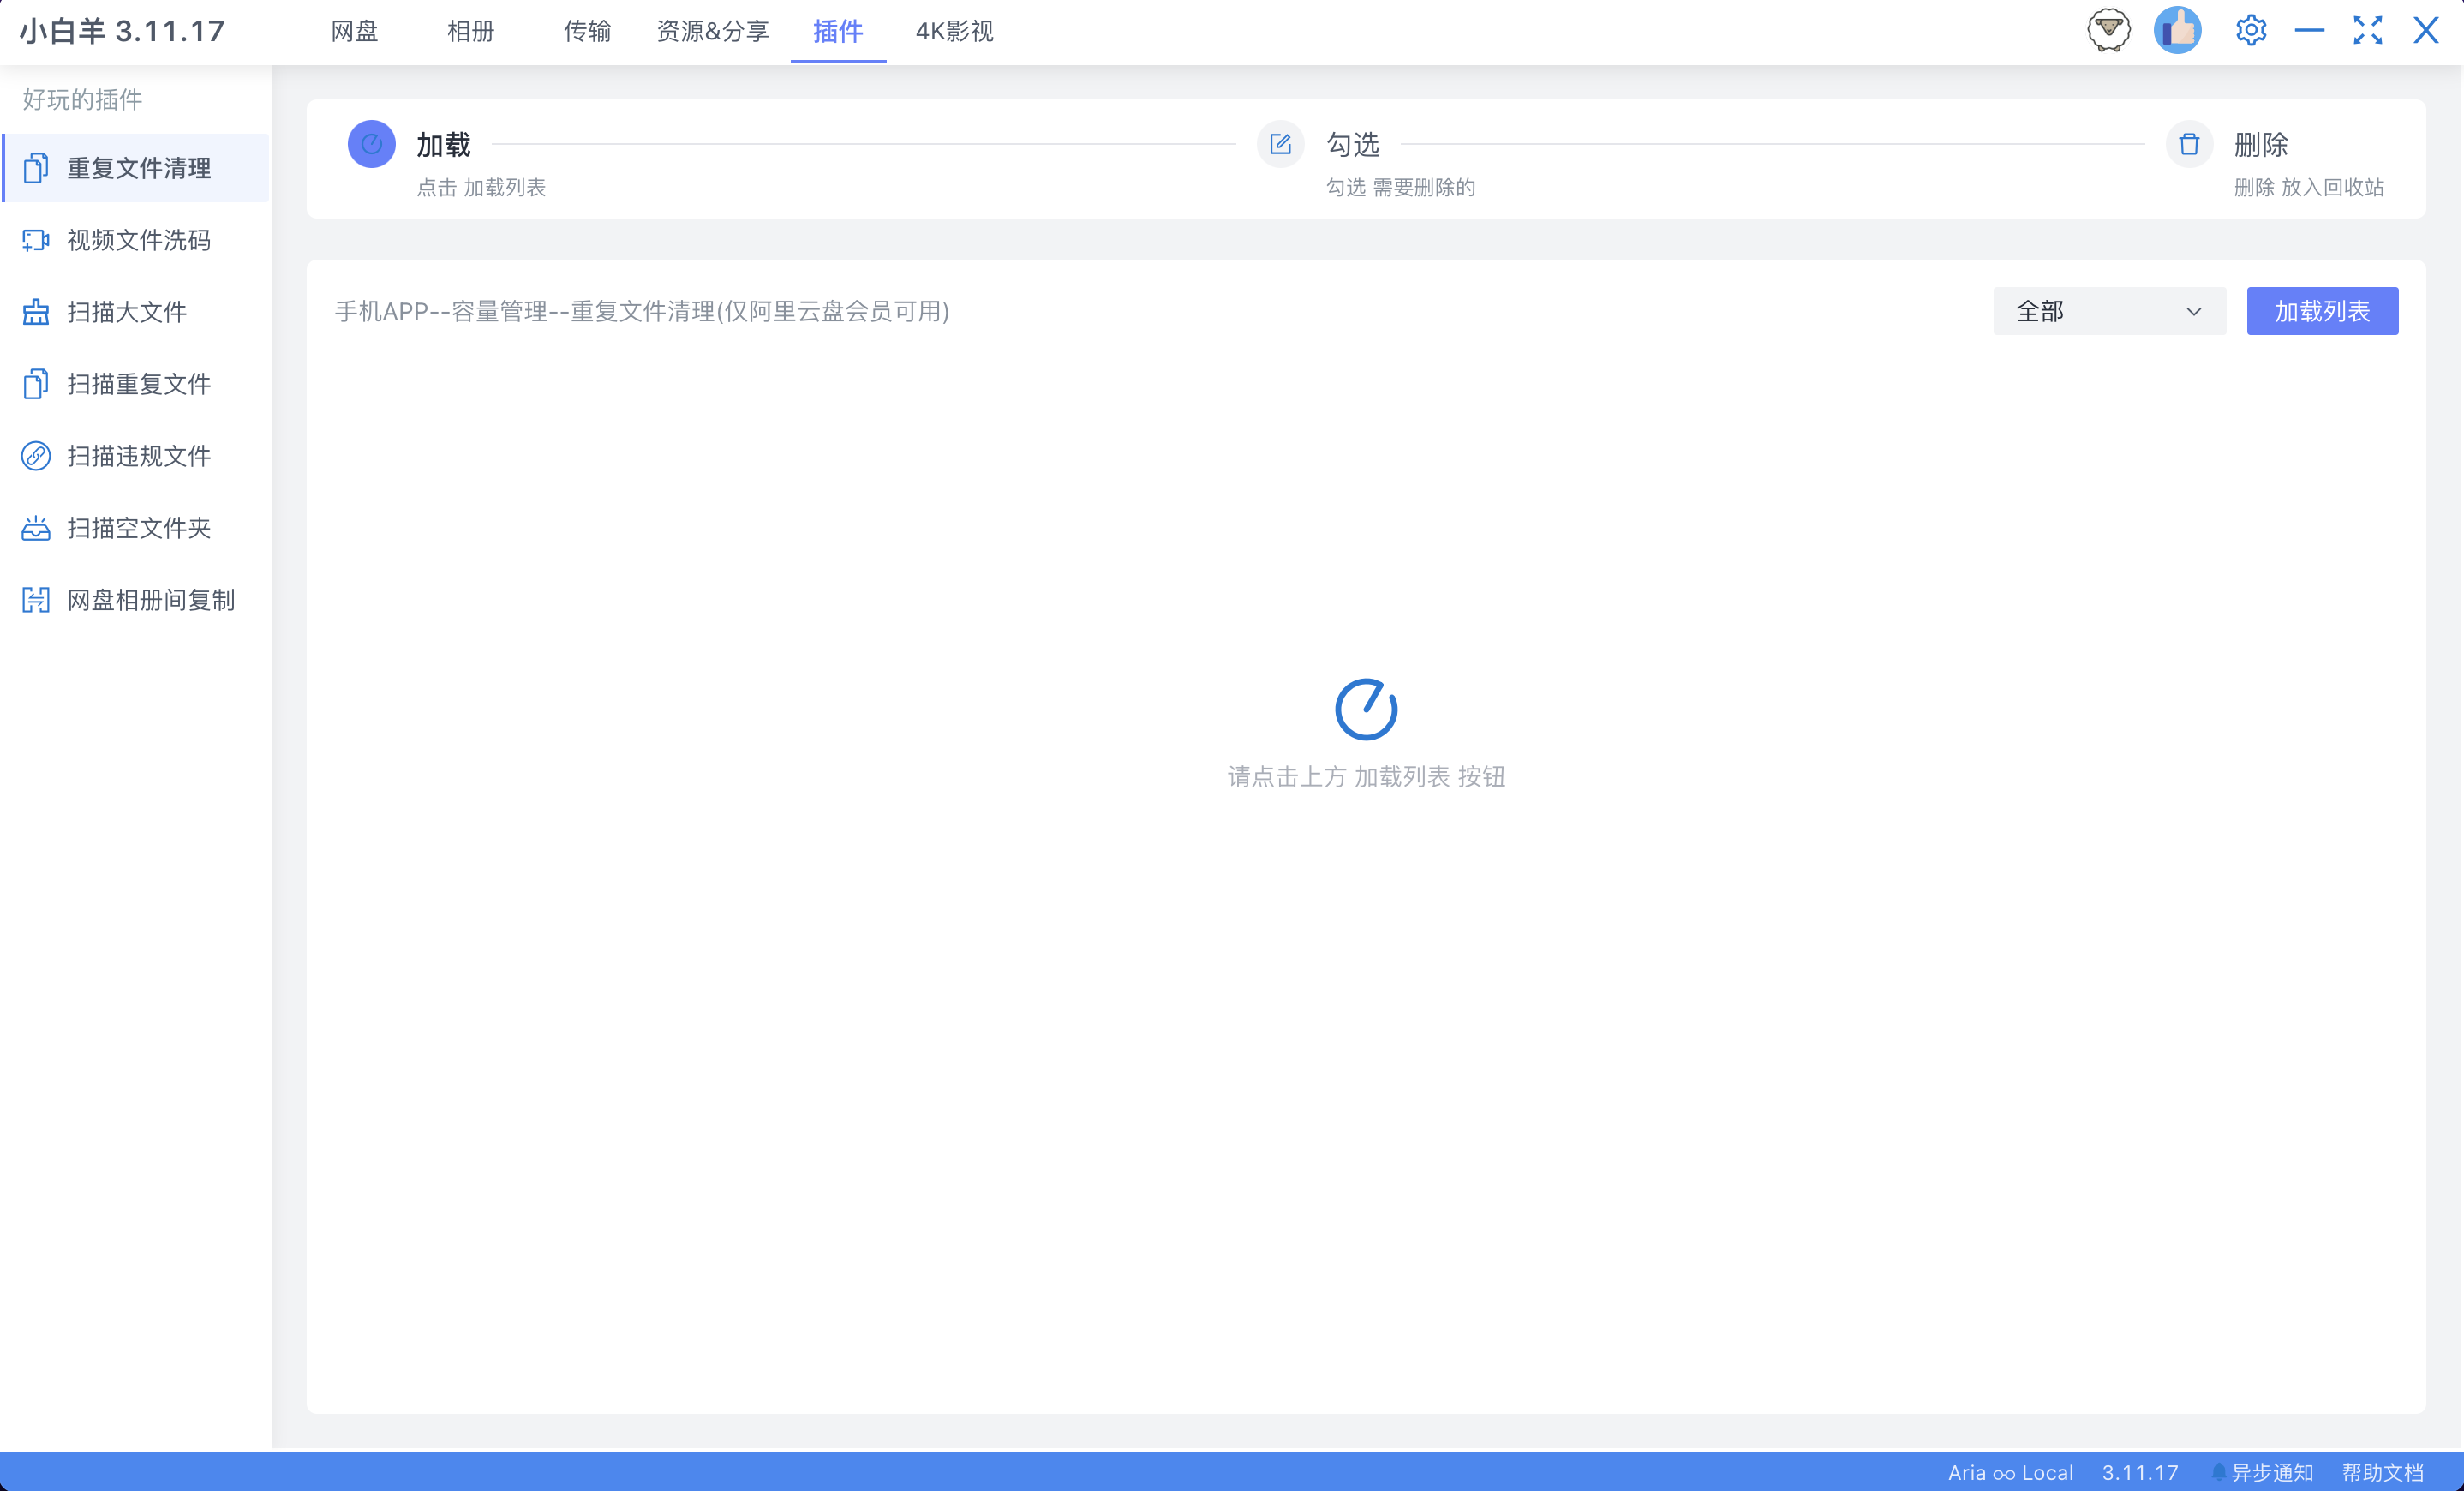 小白羊 3.11.17
网盘 相册 传输 资源&分享 插件 4K影视
好玩的插件
重复文件清理
视频文件洗码
扫描大文件
扫描重复文件
扫描违规文件
扫描空文件夹
网盘相册间复制
加载 勾选 删除
点击 加载列表 勾选 需要删除的 删除 放入回收站
手机APP--容量管理--重复文件清理(仅阿里云盘会员可用) 全部 加载列表
请点击上方 加载列表 按钮
Aria Local 3.11.17 异步通知 帮助文档